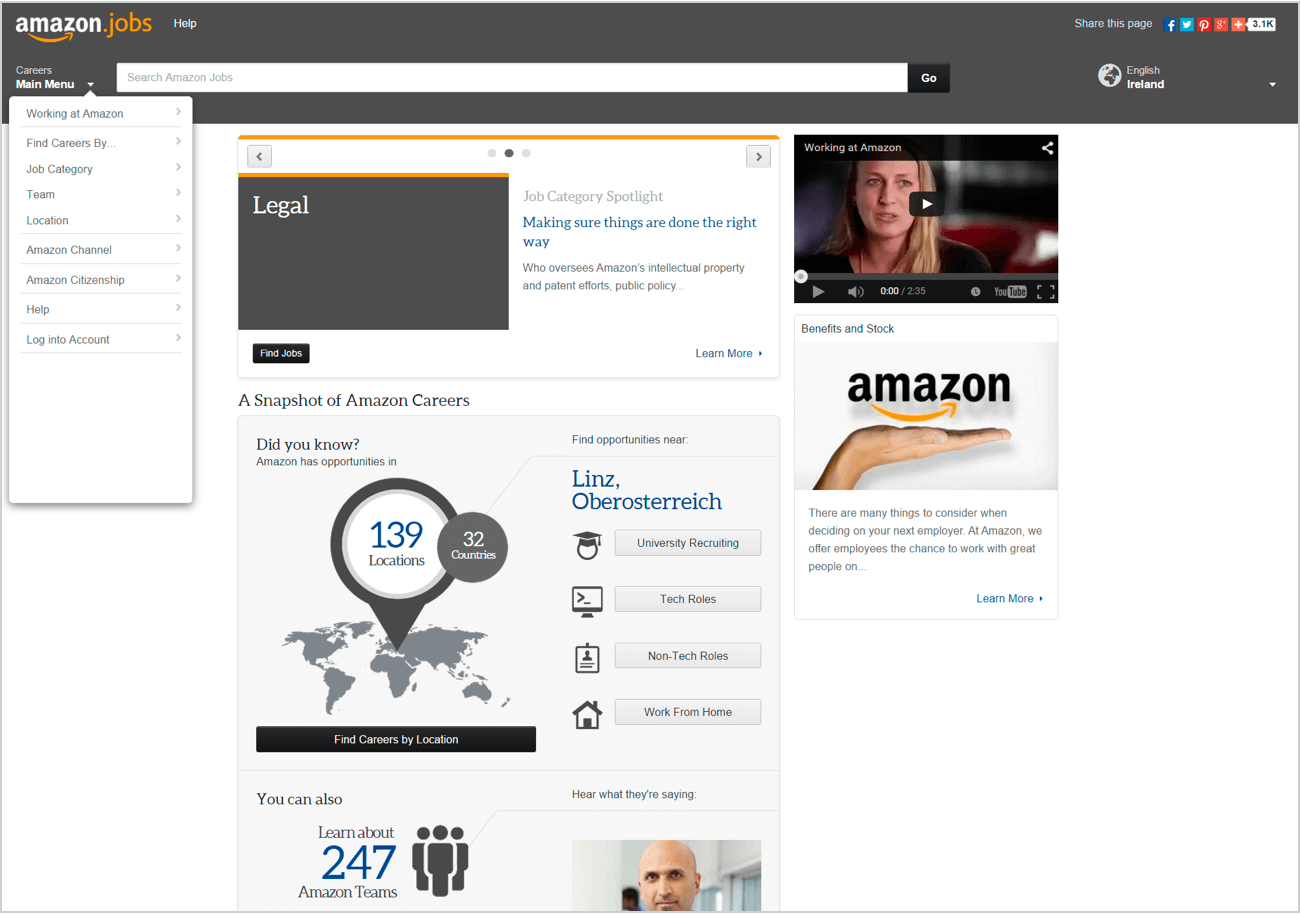 amazon.jobs
Help
Share this page
3.1K
Careers
Main Menu
Search Amazon Jobs
Go
English
Ireland
Working at Amazon
Find Careers By...
Job Category
Team
Location
Amazon Channel
Amazon Citizenship
Help
Log into Account
Legal
Job Category Spotlight
Making sure things are done the right
way
Who oversees Amazon's intellectual property
and patent efforts, public policy...
Find Jobs
Learn More
Working at Amazon
0:00 / 2:35
YouTube
Benefits and Stock
amazon
There are many things to consider when
deciding on your next employer. At Amazon, we
offer employees the chance to work with great
people on...
Learn More
A Snapshot of Amazon Careers
Did you know?
Amazon has opportunities in
139
Locations
32
Countries
Find Careers by Location
Find opportunities near:
Linz,
Oberosterreich
University Recruiting
Tech Roles
Non-Tech Roles
Work From Home
You can also
Learn about
247
Amazon Teams
Hear what they're saying: